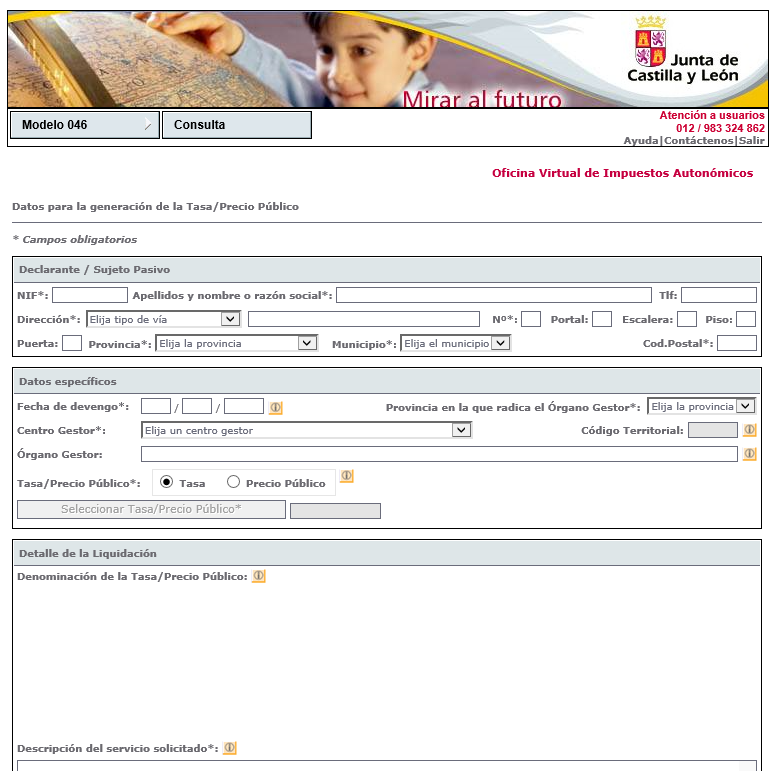 Junta de
Castilla y León
Mirar al futuro
Modelo 046
Consulta
Atención a usuarios
012 / 983 324 862
Ayuda|Contáctenos|Salir
Oficina Virtual de Impuestos Autonómicos
Datos para la generación de la Tasa/Precio Público
* Campos obligatorios
Declarante / Sujeto Pasivo
NIF*: Apellidos y nombre o razón social*: Tlf:
Dirección*: Elija tipo de vía Nº*: Portal: Escalera: Piso:
Puerta: Provincia*: Elija la provincia Municipio*: Elija el municipio Cod.Postal*:
Datos específicos
Fecha de devengo*: / / Provincia en la que radica el Órgano Gestor*: Elija la provincia
Centro Gestor*: Elija un centro gestor Código Territorial:
Órgano Gestor:
Tasa/Precio Público*: Tasa Precio Público
Seleccionar Tasa/Precio Público*
Detalle de la Liquidación
Denominación de la Tasa/Precio Público:
Descripción del servicio solicitado*: